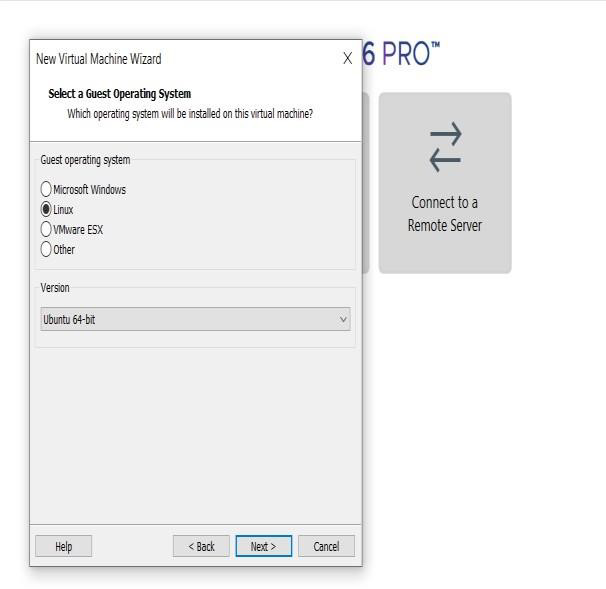 New Virtual Machine Wizard
X
6 PRO™
Select a Guest Operating System
Which operating system will be installed on this virtual machine?
Guest operating system
Microsoft Windows
Linux
VMware ESX
Other
Version
Ubuntu 64-bit
Help
< Back
Next >
Cancel
Connect to a
Remote Server